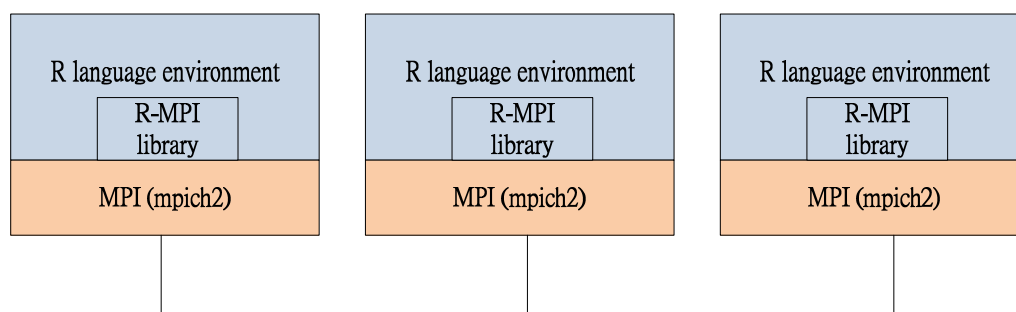 R language environment
R-MPI
library
MPI (mpich2)
R language environment
R-MPI
library
MPI (mpich2)
R language environment
R-MPI
library
MPI (mpich2)